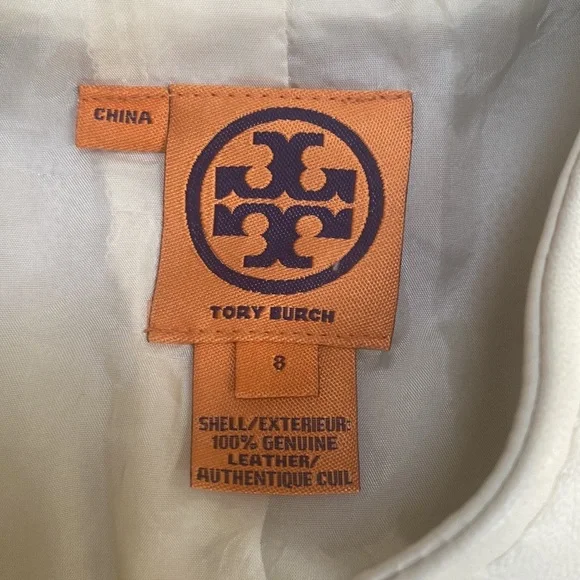 CHINA
TORY BURCH
8
SHELL/EXTERIEUR:
100% GENUINE
LEATHER/
AUTHENTIQUE CUIL